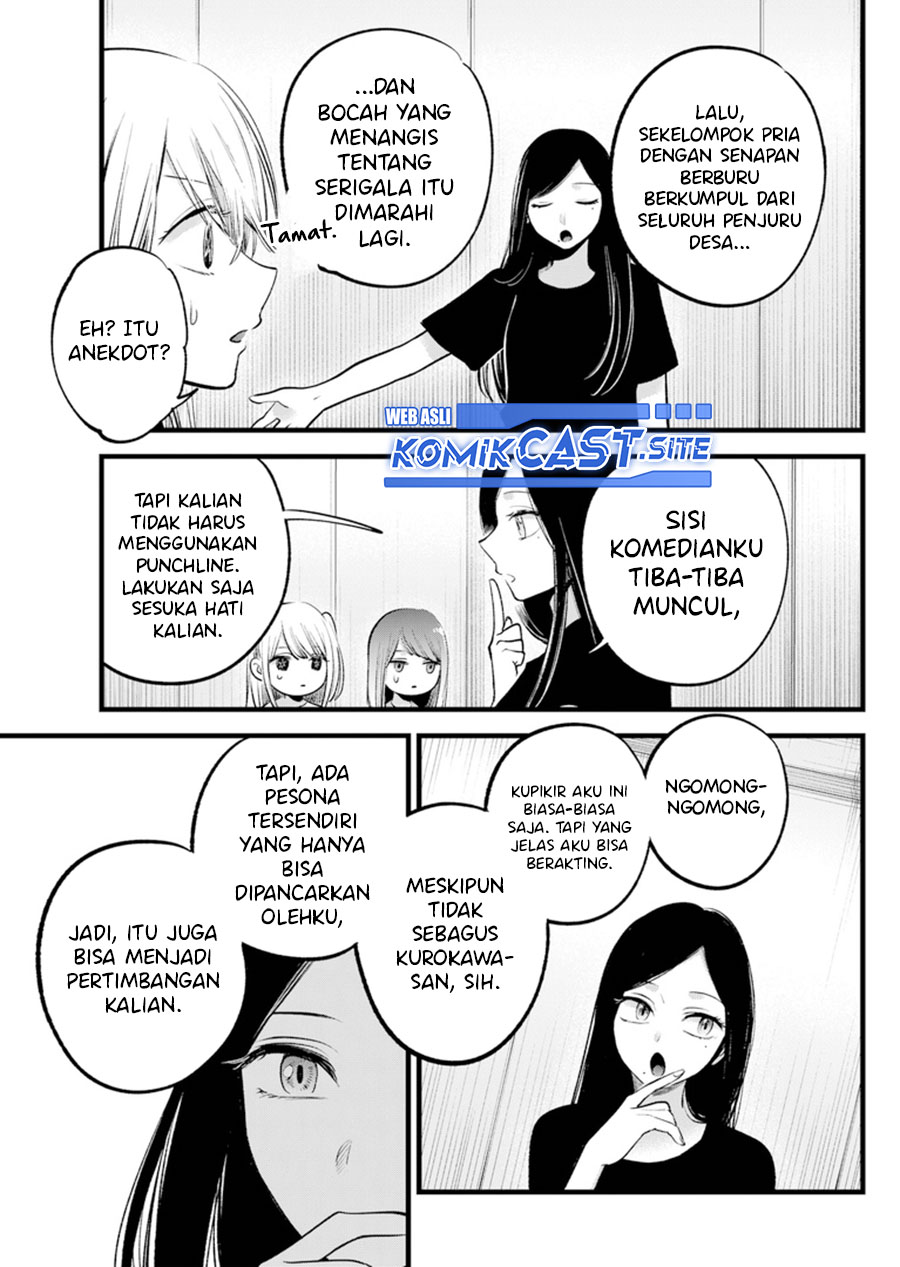 LALU,
SEKELOMPOK PRIA
DENGAN SENAPAN
BERBURU
BERKUMPUL DARI
SELURUH PENJURU
DESA...
...DAN
BOCAH YANG
MENANGIS
TENTANG
SERIGALA ITU
DIMARAHI
LAGI.
Tamat.
EH? ITU
ANEKDOT?
WEB ASLI
KOMIKCAST.SITE
SISI
KOMEDIANKU
TIBA-TIBA
MUNCUL,
TAPI KALIAN
TIDAK HARUS
MENGGUNAKAN
PUNCHLINE.
LAKUKAN SAJA
SESUKA HATI
KALIAN.
NGOMONG-
NGOMONG,
KUPIKIR AKU INI
BIASA-BIASA
SAJA. TAPI YANG
JELAS AKU BISA
BERAKTING.
MESKIPUN
TIDAK
SEBAGUS
KUROKAWA-
SAN, SIH.
TAPI, ADA
PESONA
TERSENDIRI
YANG HANYA
BISA
DIPANCARKAN
OLEHKU,
JADI, ITU JUGA
BISA MENJADI
PERTIMBANGAN
KALIAN.